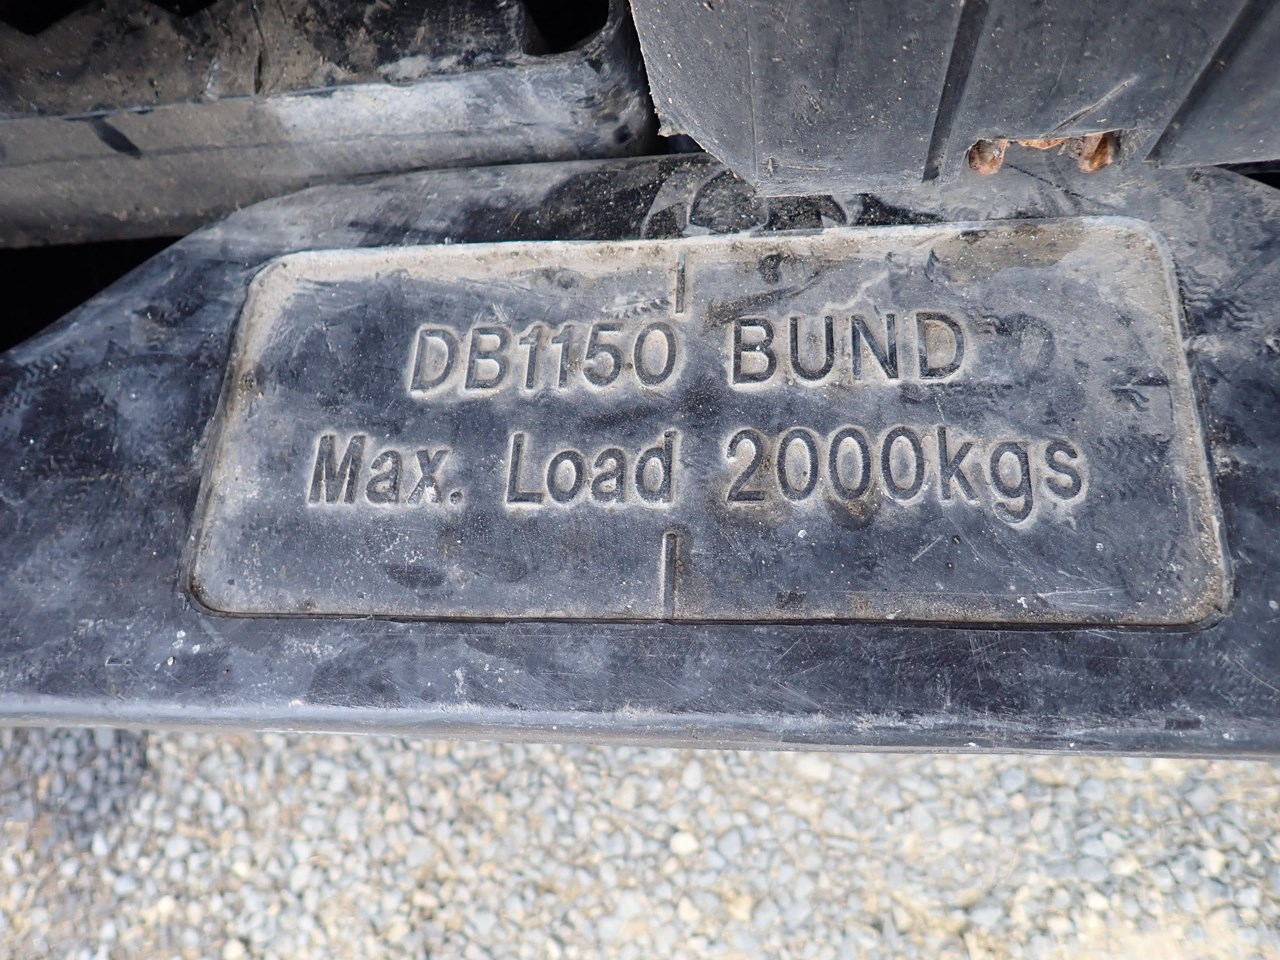 DB1150 BUND
Max. Load 2000kgs